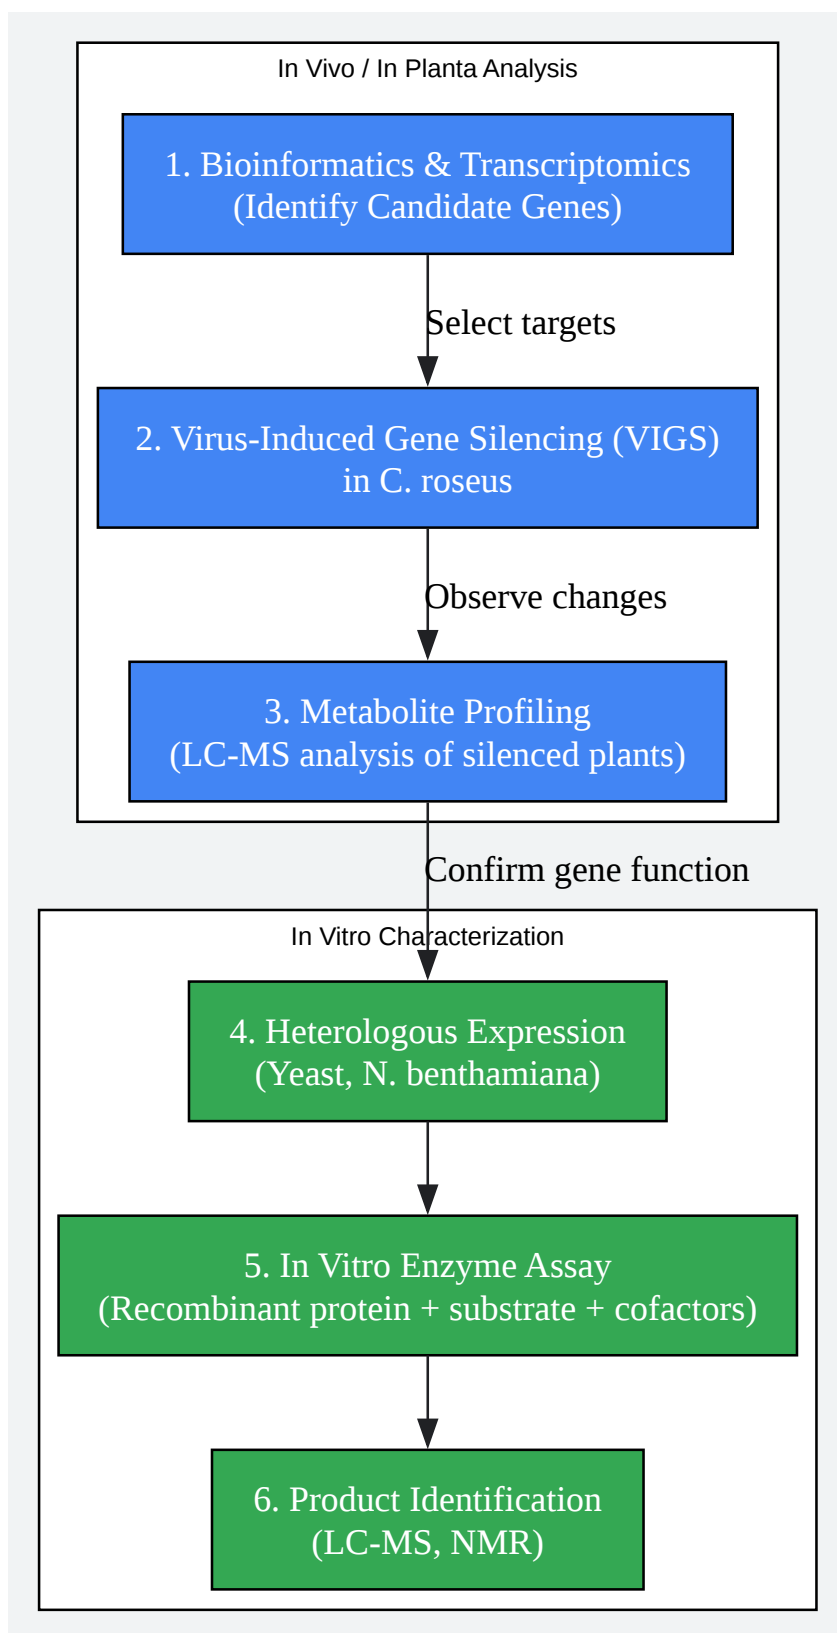 In Vivo / In Planta Analysis
1. Bioinformatics & Transcriptomics
(Identify Candidate Genes)
Select targets
2. Virus-Induced Gene Silencing (VIGS)
in C. roseus
Observe changes
3. Metabolite Profiling
(LC-MS analysis of silenced plants)
Confirm gene function
In Vitro Characterization
4. Heterologous Expression
(Yeast, N. benthamiana)
5. In Vitro Enzyme Assay
(Recombinant protein + substrate + cofactors)
6. Product Identification
(LC-MS, NMR)